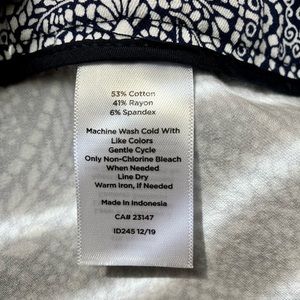 53% Cotton
41% Rayon
6% Spandex
Machine Wash Cold With
Like Colors
Gentle Cycle
Only Non-Chlorine Bleach
When Needed
Line Dry
Warm Iron, If Needed
Made In Indonesia
CA# 23147
ID245 12/19